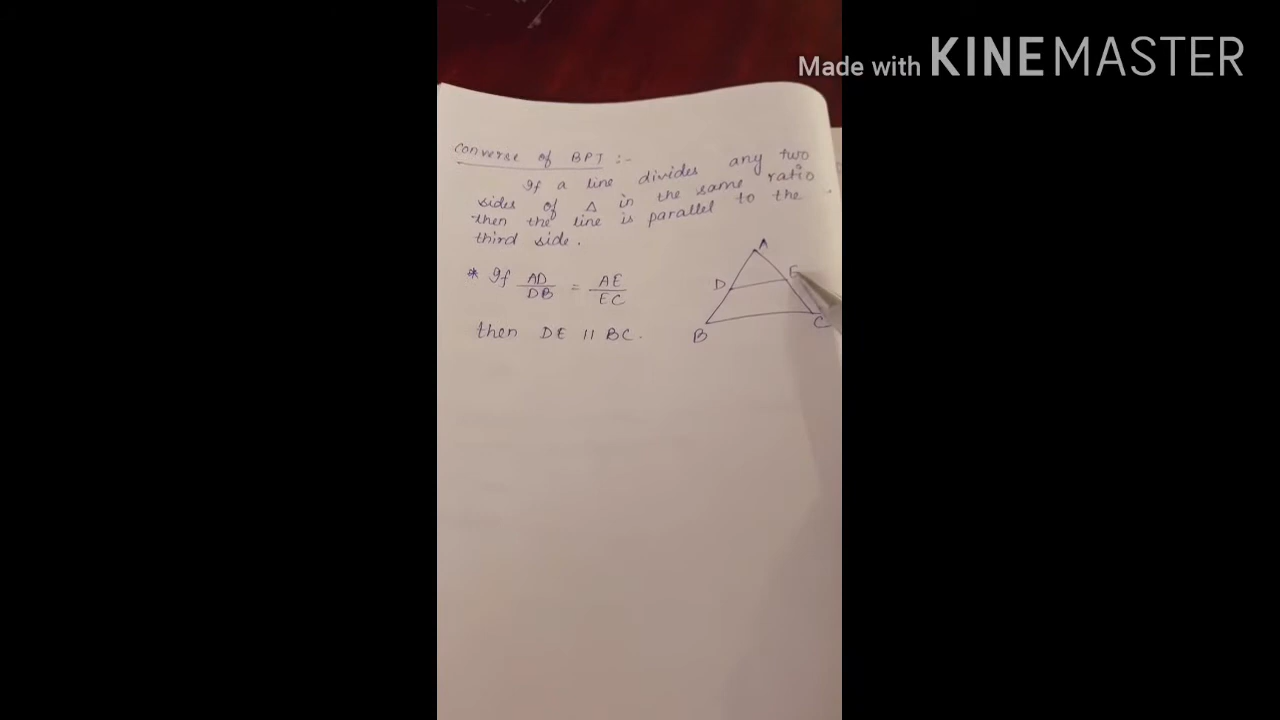 Made with KINEMASTER
Converse of BPT :-
If a line divides any two
sides of Δ in the same ratio
then the line is parallel to the
third side.
* If AD/DB = AE/EC
then DE || BC.
A
D E
B C